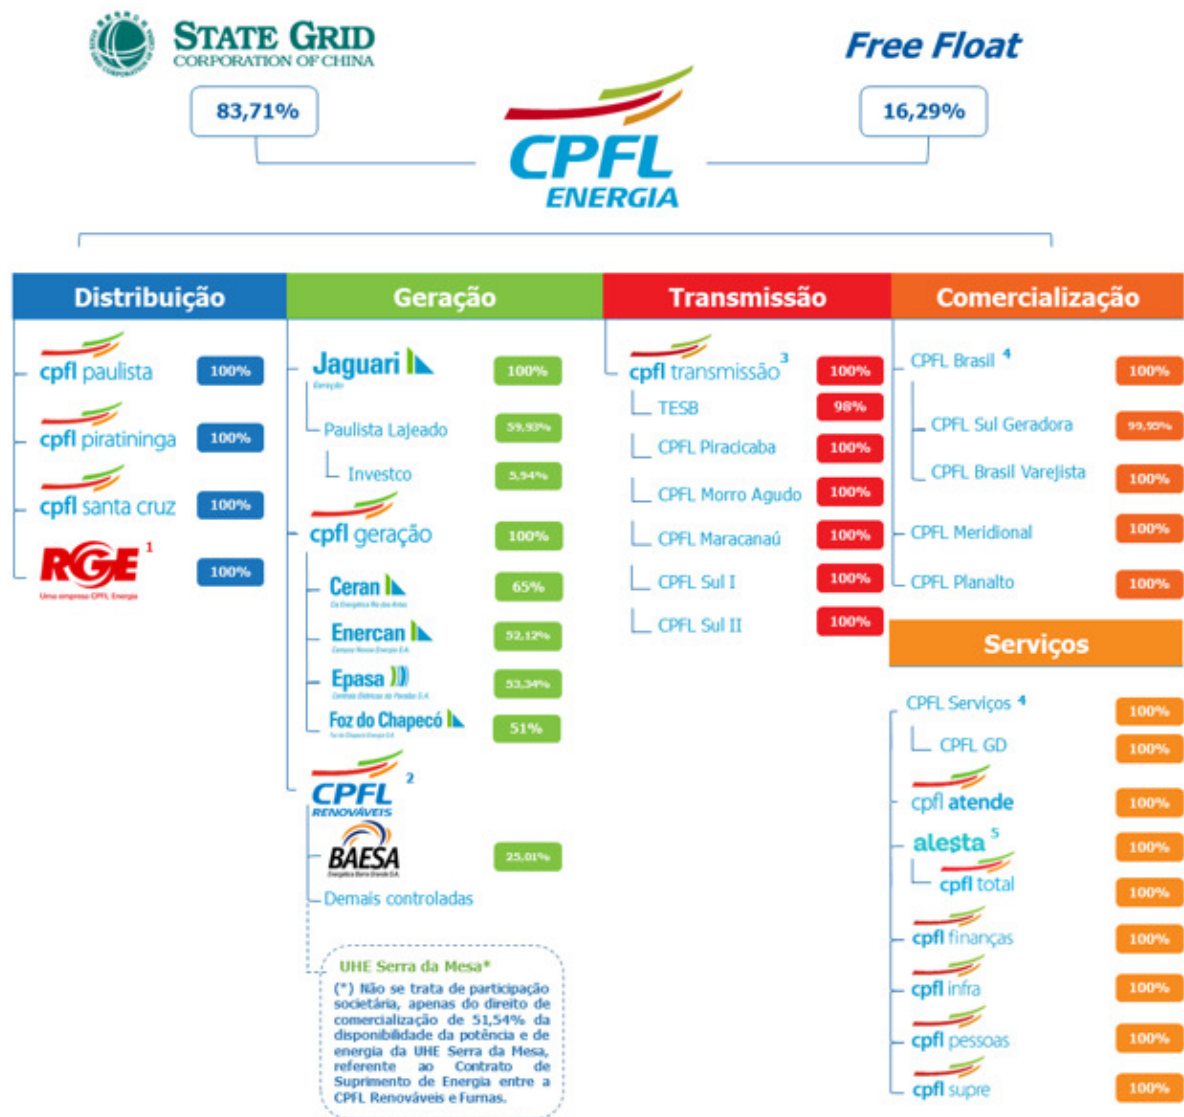 STATE GRID
CORPORATION OF CHINA
83,71%
Free Float
16,29%
CPFL
ENERGIA
Distribuição
cpfl paulista
100%
cpfl piratininga
100%
cpfl santa cruz
100%
RGE 1
Uma empresa CPFL Energia
100%
Geração
Jaguari
Geração
100%
Paulista Lajeado
59,93%
Investco
5,94%
cpfl geração
100%
Ceran
65%
Enercan
52,12%
Epasa
53,34%
Foz do Chapecó
51%
CPFL 2
RENOVÁVEIS
BAESA
Energética Barra Grande S.A.
25,01%
Demais controladas
UHE Serra da Mesa*
(*) Não se trata de participação
societária, apenas do direito de
comercialização de 51,54% da
disponibilidade da potência e de
energia da UHE Serra da Mesa,
referente ao Contrato de
Suprimento de Energia entre a
CPFL Renováveis e Furnas.
Transmissão
cpfl transmissão 3
100%
TESB
98%
CPFL Piracicaba
100%
CPFL Morro Agudo
100%
CPFL Maracanaú
100%
CPFL Sul I
100%
CPFL Sul II
100%
Comercialização
CPFL Brasil 4
100%
CPFL Sul Geradora
99,95%
CPFL Brasil Varejista
100%
CPFL Meridional
100%
CPFL Planalto
100%
Serviços
CPFL Serviços 4
100%
CPFL GD
100%
cpfl atende
100%
alesta 5
100%
cpfl total
100%
cpfl finanças
100%
cpfl infra
100%
cpfl pessoas
100%
cpfl supre
100%